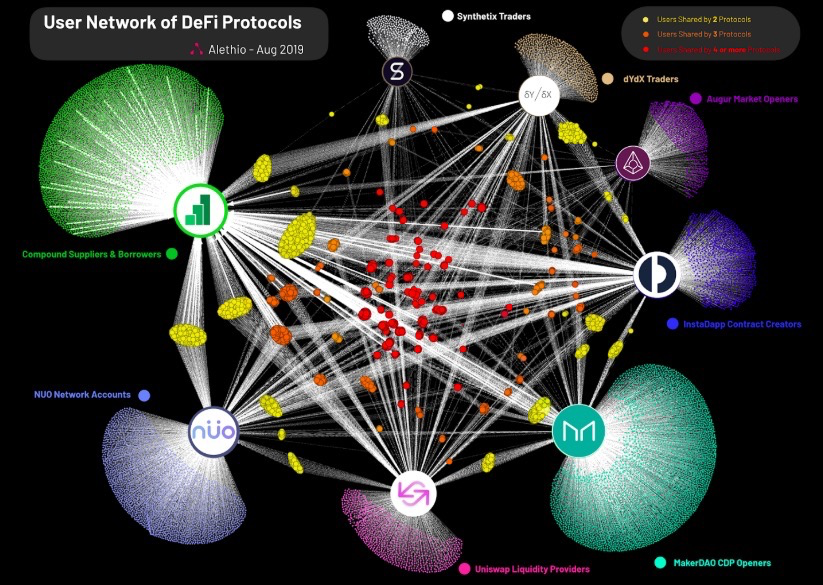 User Network of DeFi Protocols
Alethio - Aug 2019
Synthetix Traders
Users Shared by 2 Protocols
Users Shared by 3 Protocols
Users Shared by 4 or more Protocols
dYdX Traders
δY/δX
Augur Market Openers
Compound Suppliers & Borrowers
InstaDapp Contract Creators
NUO Network Accounts
nüo
Uniswap Liquidity Providers
MakerDAO CDP Openers